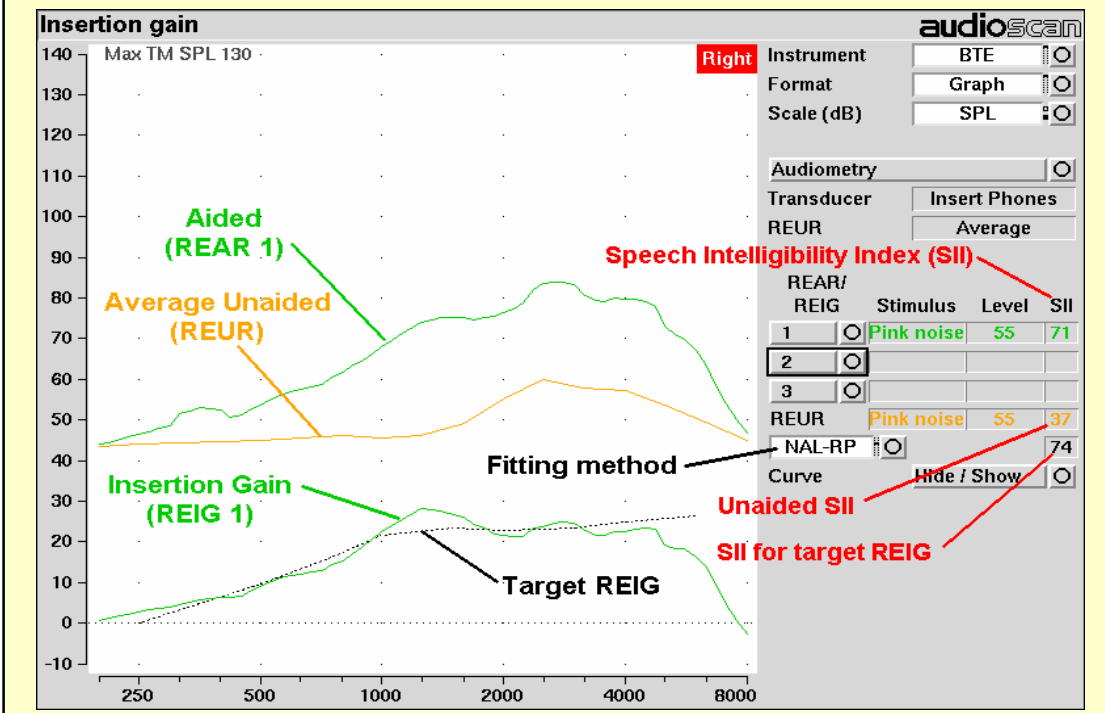 Insertion gain
audioscan
Max TM SPL 130
Right
140
130
120
110
100
90
80
70
60
50
40
30
20
10
0
-10
250 500 1000 2000 4000 8000
Aided
(REAR 1)
Average Unaided
(REUR)
Insertion Gain
(REIG 1)
Fitting method
Target REIG
Instrument BTE
Format Graph
Scale (dB) SPL
Audiometry
Transducer Insert Phones
REUR Average
Speech Intelligibility Index (SII)
REAR/
REIG Stimulus Level SII
1 Pink noise 55 71
2
3
REUR Pink noise 55 37
NAL-RP 74
Curve Hide / Show
Unaided SII
SII for target REIG